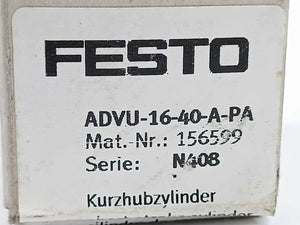 FESTO
ADVU-16-40-A-PA
Mat.-Nr.: 156599
Serie: N408
Kurzhubzylinder